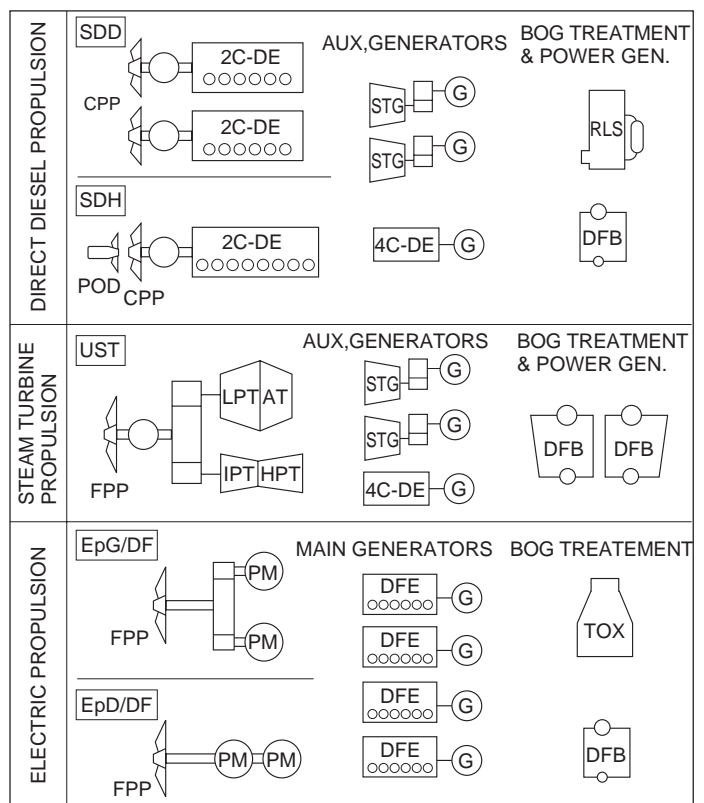 DIRECT DIESEL PROPULSION
SDD
2C-DE
CPP
2C-DE
SDH
2C-DE
POD
CPP
AUX,GENERATORS
STG
G
STG
G
4C-DE
G
BOG TREATMENT
& POWER GEN.
RLS
DFB
STEAM TURBINE
PROPULSION
UST
LPT AT
IPT HPT
FPP
AUX,GENERATORS
STG
G
STG
G
4C-DE
G
BOG TREATMENT
& POWER GEN.
DFB
DFB
ELECTRIC PROPULSION
EpG/DF
PM
FPP
PM
EpD/DF
PM
PM
FPP
MAIN GENERATORS
DFE
G
DFE
G
DFE
G
DFE
G
BOG TREATEMENT
TOX
DFB